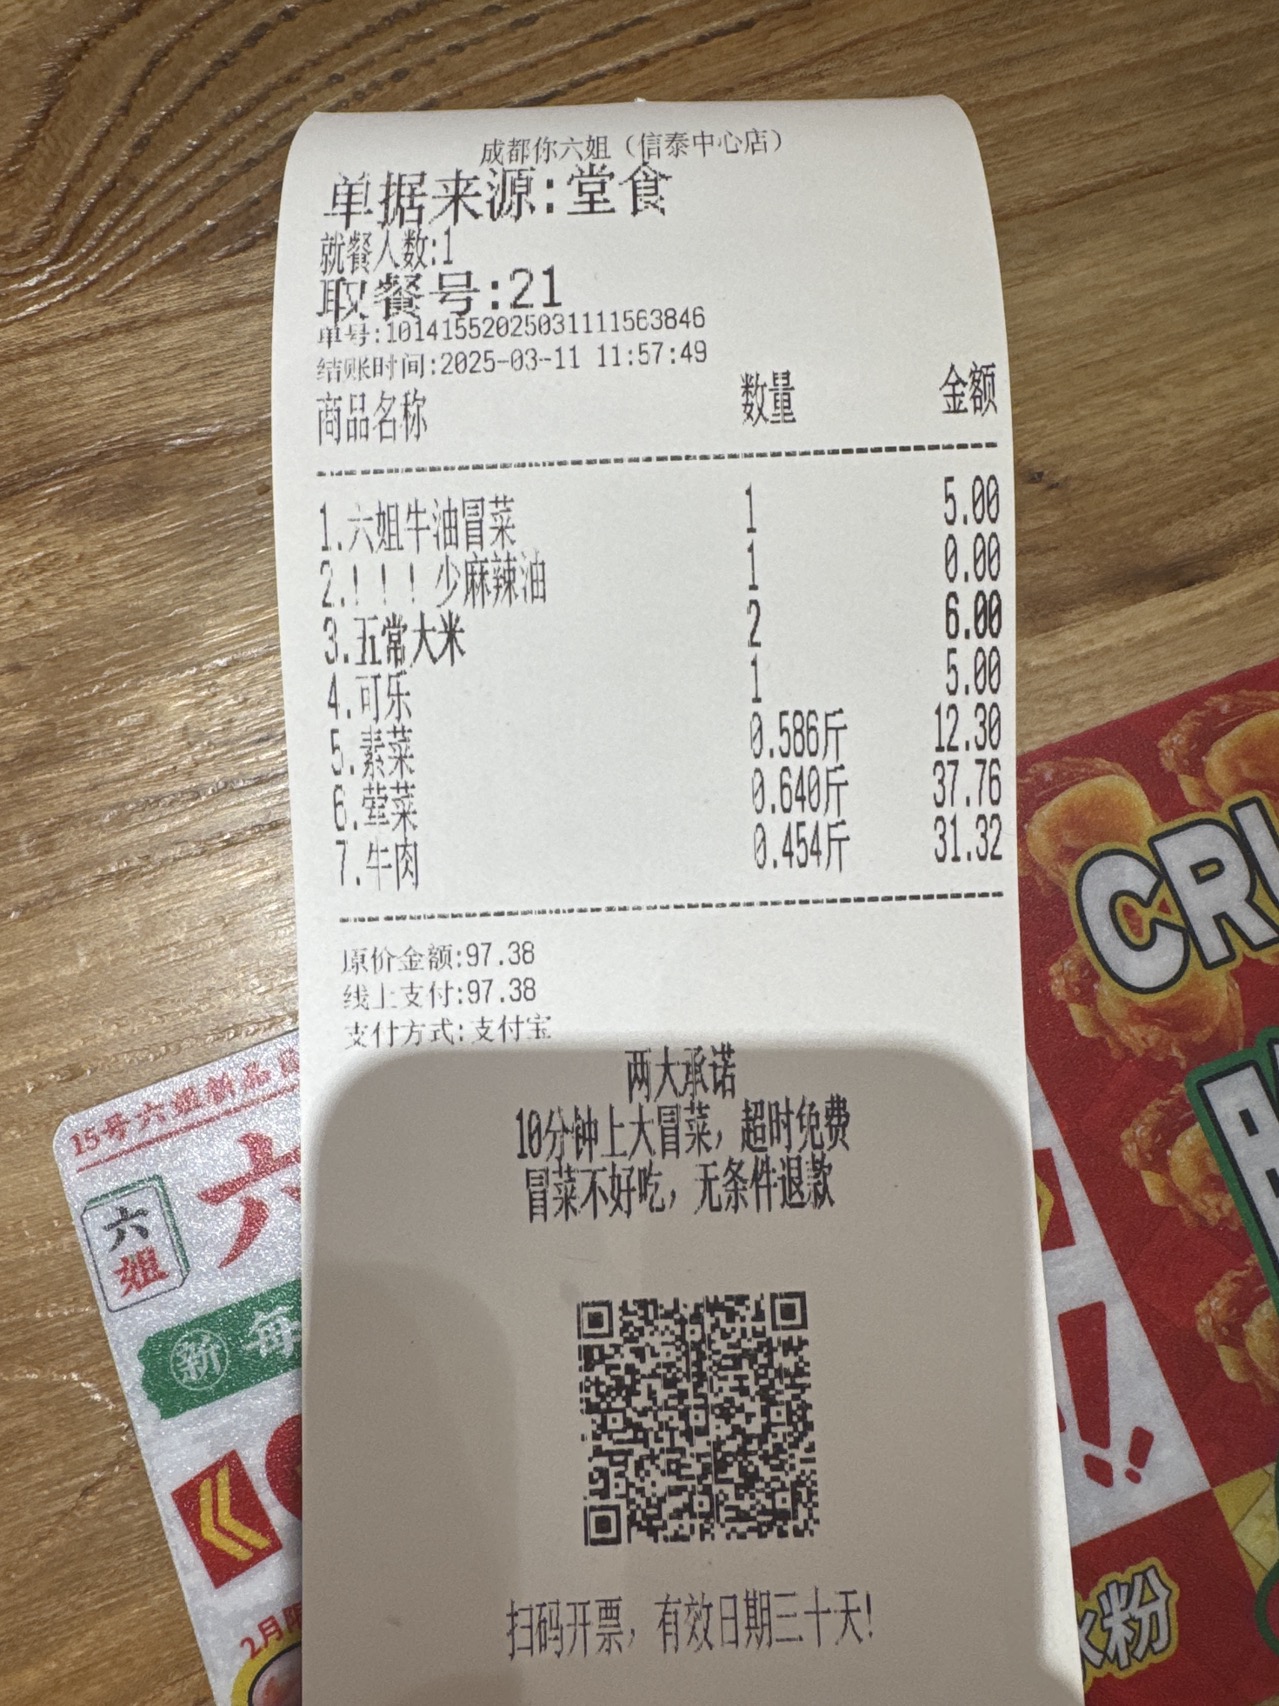 成都你六姐（信泰中心店）
单据来源:堂食
就餐人数:1
取餐号:21
单号:101415520250311111563846
结账时间:2025-03-11 11:57:49
商品名称 数量 金额
1.六姐牛油冒菜 1 5.00
2.！！！少麻辣油 1 0.00
3.五常大米 2 6.00
4.可乐 1 5.00
5.素菜 0.586斤 12.30
6.荤菜 0.640斤 37.76
7.牛肉 0.454斤 31.32
原价金额:97.38
线上支付:97.38
支付方式:支付宝
两大承诺
10分钟上大冒菜，超时免费
冒菜不好吃，无条件退款
扫码开票，有效日期三十天!
15号六姐新品
六
六姐
新 每
2月
CRI
冰粉